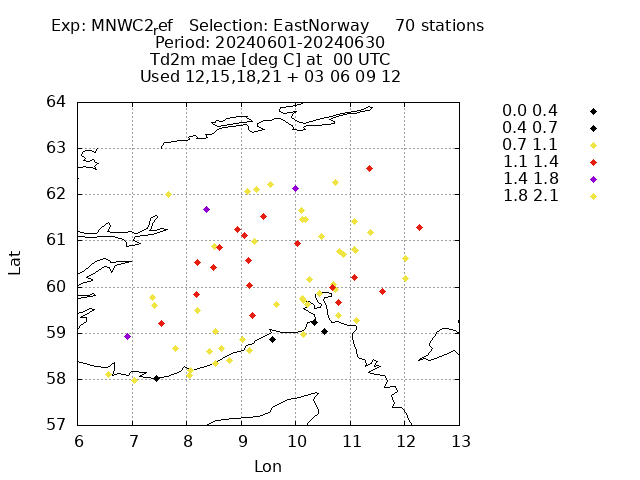 Exp: MNWC2ref   Selection: EastNorway     70 stations
Period: 20240601-20240630
Td2m mae [deg C] at  00 UTC
Used 12,15,18,21 + 03 06 09 12
0.0 0.4
0.4 0.7
0.7 1.1
1.1 1.4
1.4 1.8
1.8 2.1
64
63
62
61
60
59
58
57
Lat
6 7 8 9 10 11 12 13
Lon